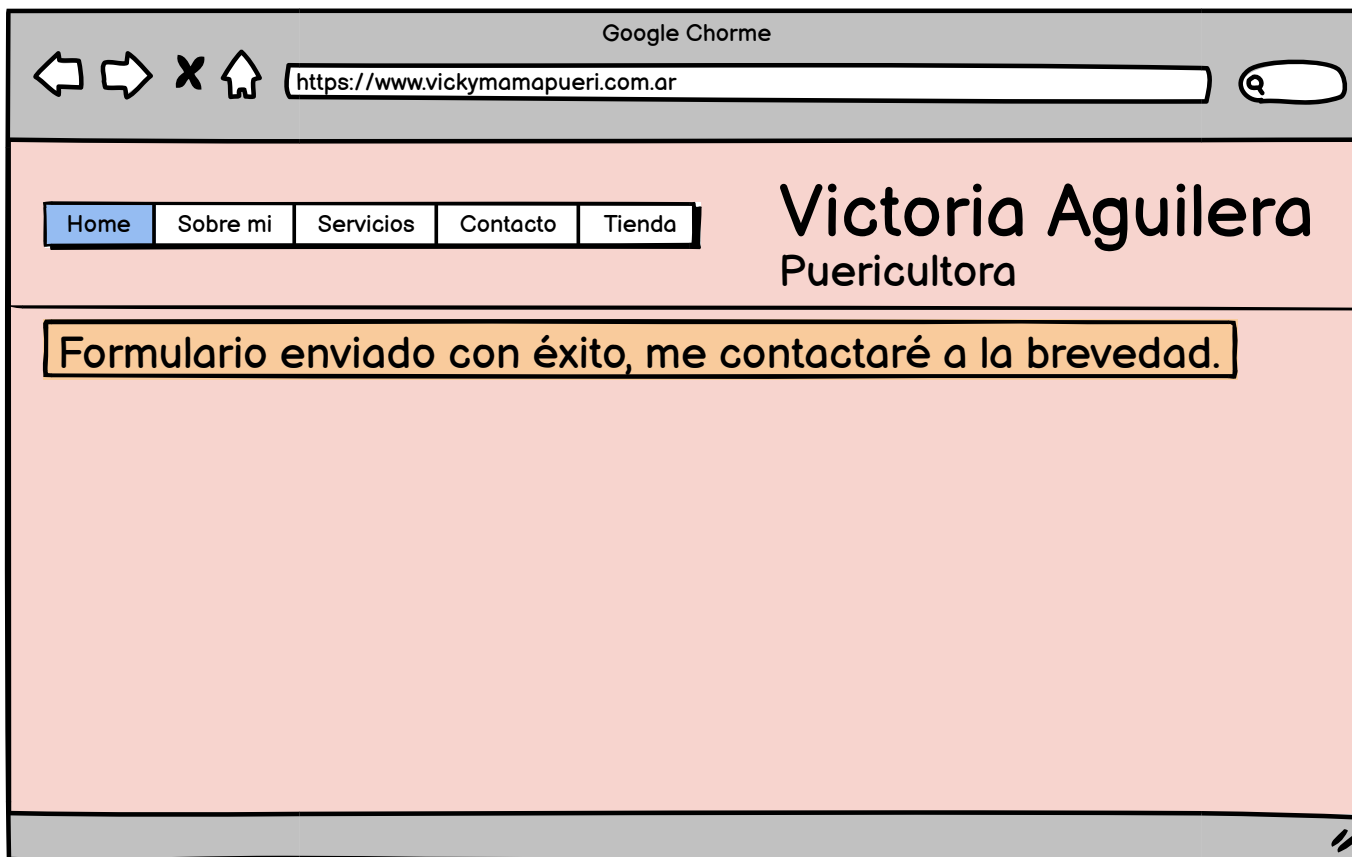 Google Chorme
https://www.vickymamapueri.com.ar
Home Sobre mi Servicios Contacto Tienda
Victoria Aguilera
Puericultora
Formulario enviado con éxito, me contactaré a la brevedad.